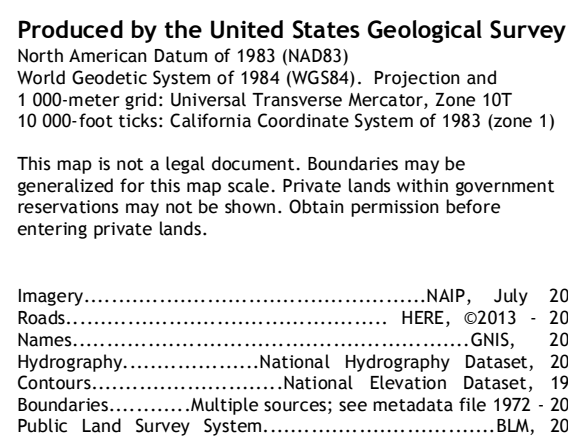 Produced by the United States Geological Survey
North American Datum of 1983 (NAD83)
World Geodetic System of 1984 (WGS84).  Projection and
1 000-meter grid: Universal Transverse Mercator, Zone 10T
10 000-foot ticks: California Coordinate System of 1983 (zone 1)
This map is not a legal document. Boundaries may be
generalized for this map scale. Private lands within government
reservations may not be shown. Obtain permission before
entering private lands.
Imagery..................................................NAIP, July 20
Roads............................................... HERE, ©2013 - 20
Names..........................................................GNIS, 20
Hydrography....................National Hydrography Dataset, 20
Contours............................National Elevation Dataset, 19
Boundaries...........Multiple sources; see metadata file 1972 - 20
Public Land Survey System..................................BLM, 20